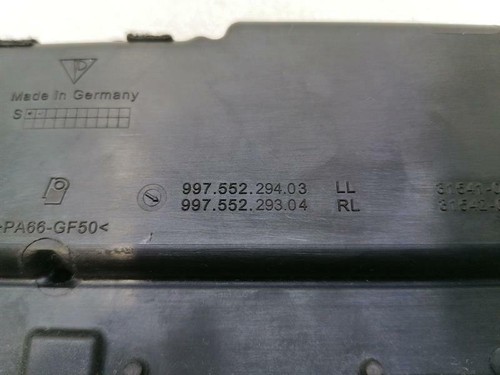 Made in Germany
S
997.552.294.03 LL
997.552.293.04 RL
>PA66-GF50<